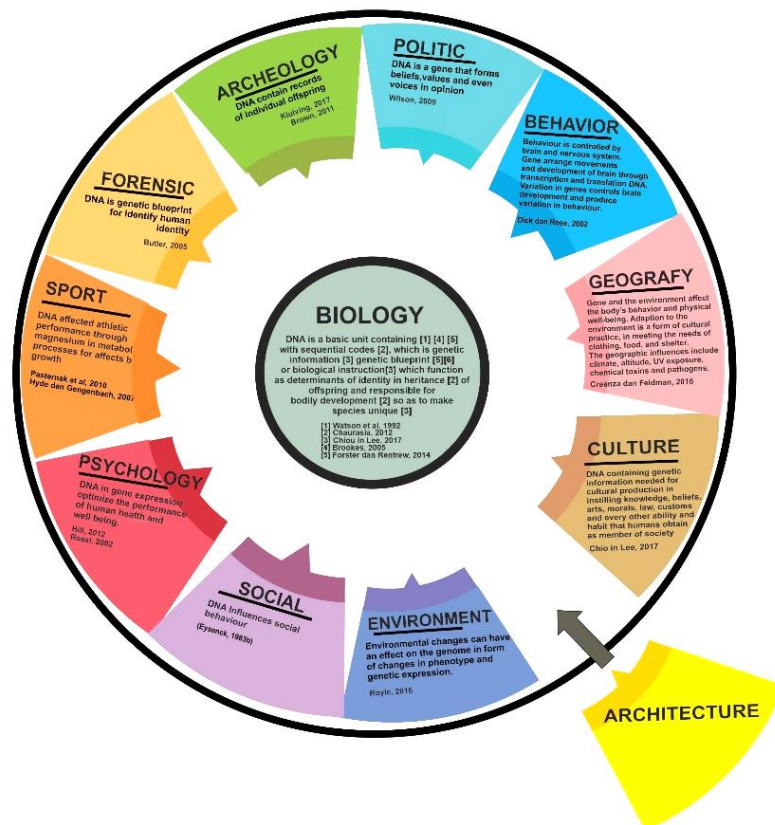 ARCHEOLOGY
DNA contain records
of individual offspring
Kluiving, 2017
Brown, 2011
POLITIC
DNA is a gene that forms
beliefs,values and even
voices in opinion
Wilson, 2009
BEHAVIOR
Behaviour is controlled by
brain and nervous system.
Gene arrange movements
and development of brain through
transcription and translation DNA.
Variation in genes controls brain
development and produce
variation in behaviour.
Dick dan Rose, 2002
GEOGRAFY
Gene and the environment affect
the body's behavior and physical
well-being. Adaption to the
environment is a form of cultural
practice, in meeting the needs of
clothing, food. and shelter.
The geographic influences include
climate, altitude, UV exposure,
chemical toxins and pathogens.
Creanza dan Feldman, 2016
CULTURE
DNA containing genetic
information needed for
cultural production in
instilling knowledge, beliefs,
arts, morals, law, customs
and every other ability and
habit that humans obtain
as member of society
Chio in Lee, 2017
ARCHITECTURE
ENVIRONMENT
Environmental changes can have
an effect on the genome in form
of changes in phenotype and
genetic expression.
Royle, 2015
SOCIAL
DNA Influences social
behaviour
(Eysenck, 1983b)
PSYCHOLOGY
DNA in gene expression
optimize the performance
of human health and
well being.
Hill, 2012
Rossi, 2002
SPORT
DNA affected athletic
performance through
magnesium in metabol
processes for affects b
growth
Pasternak et al, 2010
Hyde dan Gengenbach, 2007
FORENSIC
DNA is genetic blueprint
for identify human
identity
Butler, 2005
BIOLOGY
DNA is a basic unit containing [1] [4] [5]
with sequential codes [2], which is genetic
information [3] genetic blueprint [5][6]
or biological instruction[3] which function
as determinants of identity in heritance [2] of
of offspring and responsible for
bodily development [2] so as to make
species unique [3]
[1] Watson et al, 1992
[2] Chaurasia, 2012
[3] Chiou in Lee, 2017
[4] Brookes, 2005
[5] Forster dan Rentrew, 2014